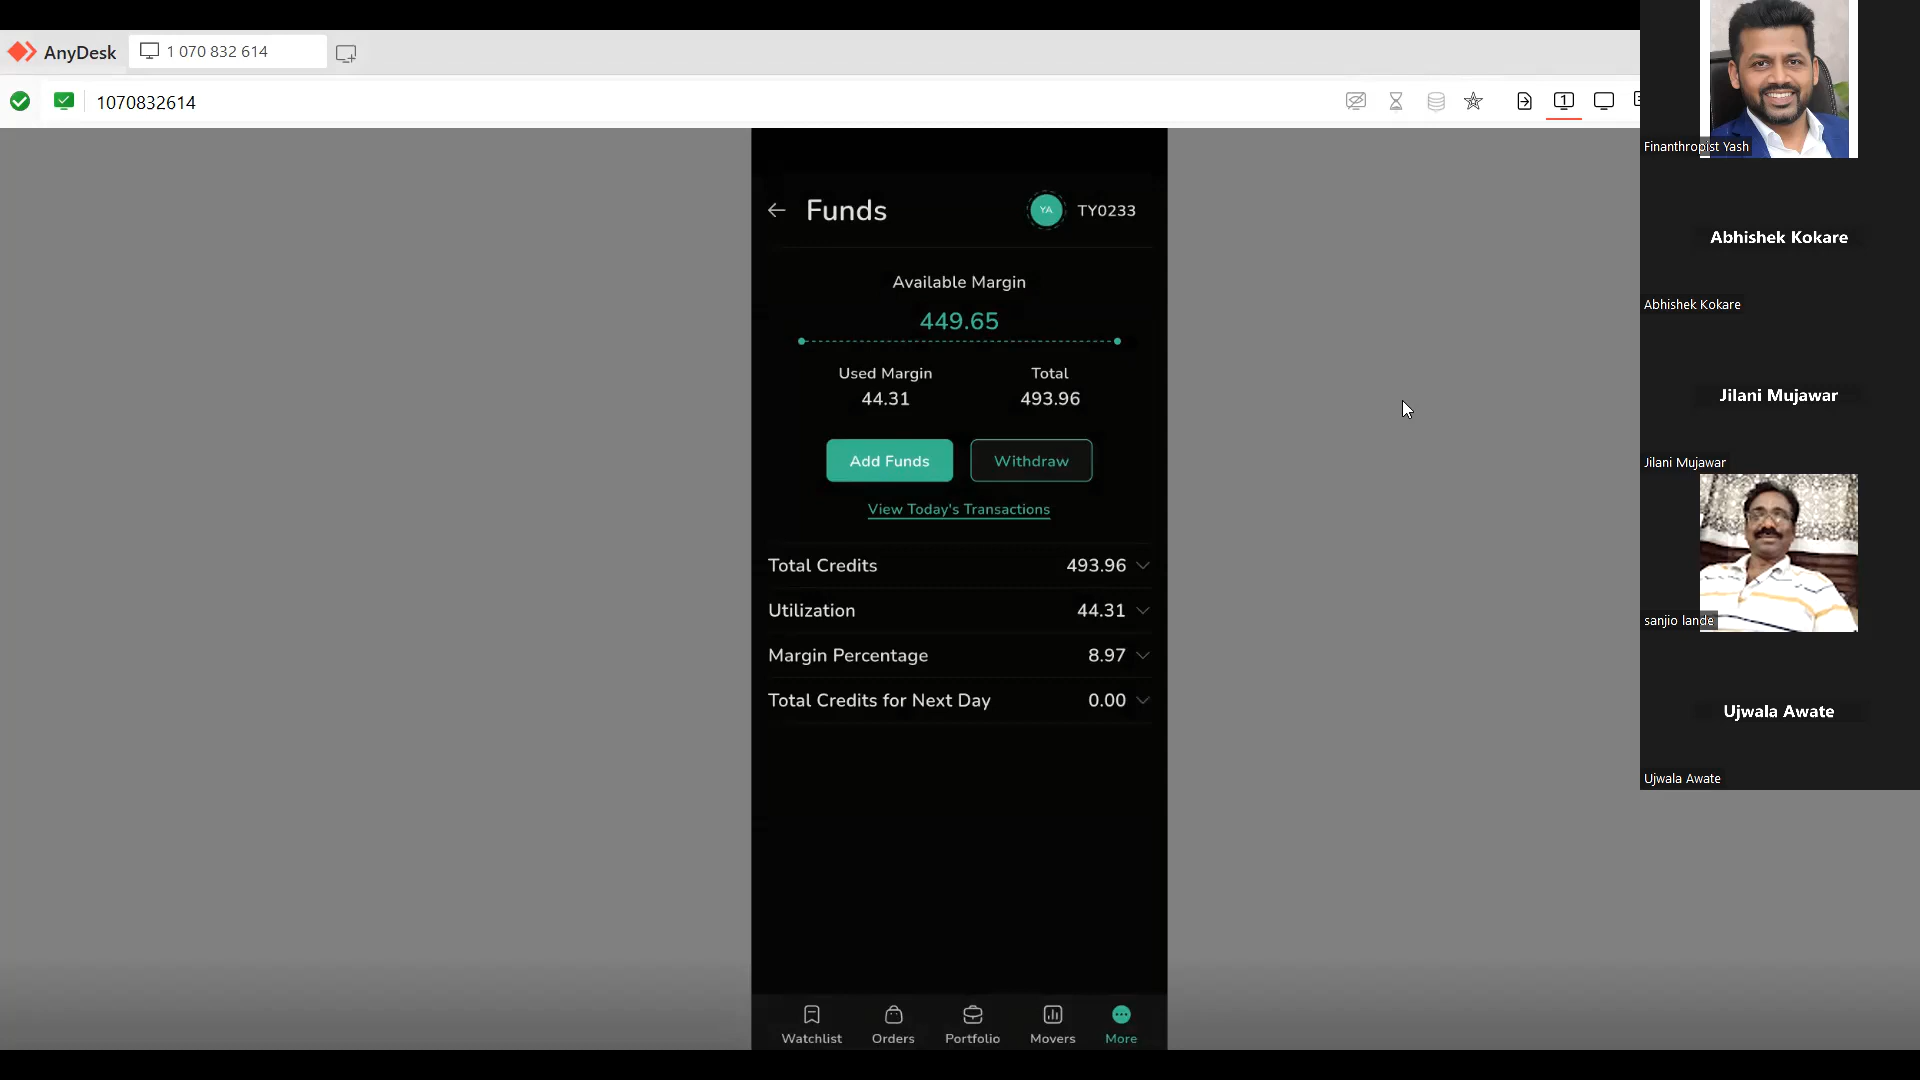 AnyDesk
1 070 832 614
1070832614
1
Funds
YA
TY0233
Available Margin
449.65
Used Margin
Total
44.31
493.96
Add Funds
Withdraw
View Today's Transactions
Total Credits
493.96
Utilization
44.31
Margin Percentage
8.97
Total Credits for Next Day
0.00
Watchlist
Orders
Portfolio
Movers
More
Finanthropist Yash
Abhishek Kokare
Abhishek Kokare
Jilani Mujawar
Jilani Mujawar
sanjio lande
Ujwala Awate
Ujwala Awate